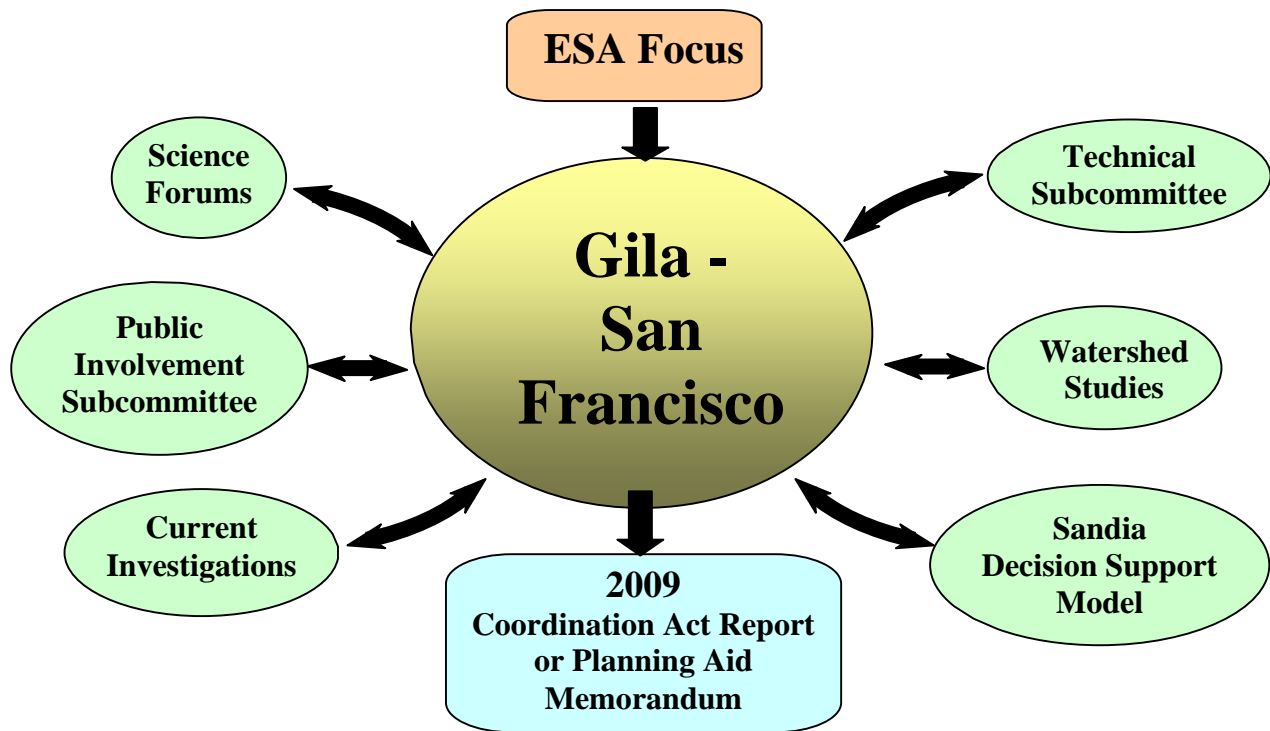 ESA Focus
Science
Forums
Technical
Subcommittee
Gila -
San
Francisco
Public
Involvement
Subcommittee
Watershed
Studies
Current
Investigations
Sandia
Decision Support
Model
2009
Coordination Act Report
or Planning Aid
Memorandum